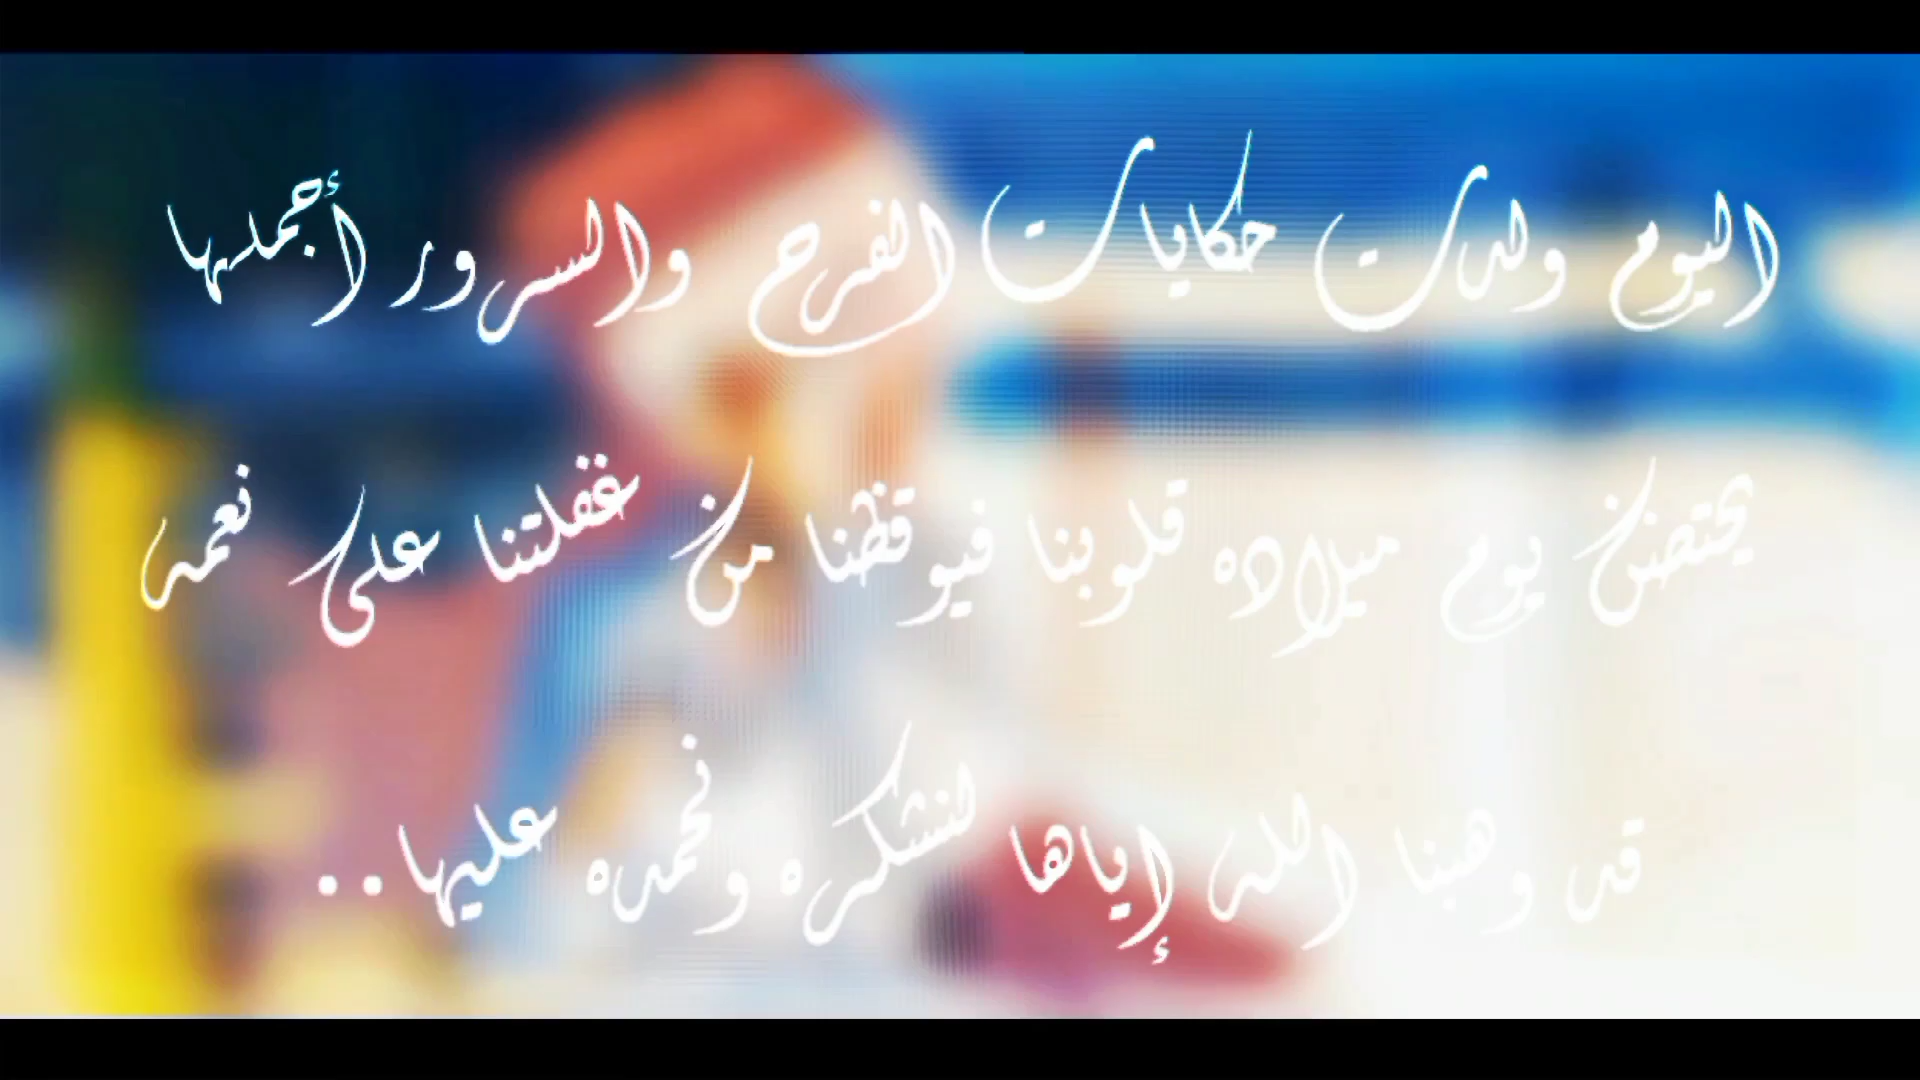 اليوم ولدت حكايات الفرح والسرور أجملها
يحتضن يوم ميلاده قلوبنا فيوقظنا من غفلتنا على نعمه
قد وهبنا الله إياها لنشكره ونحمده عليها ..